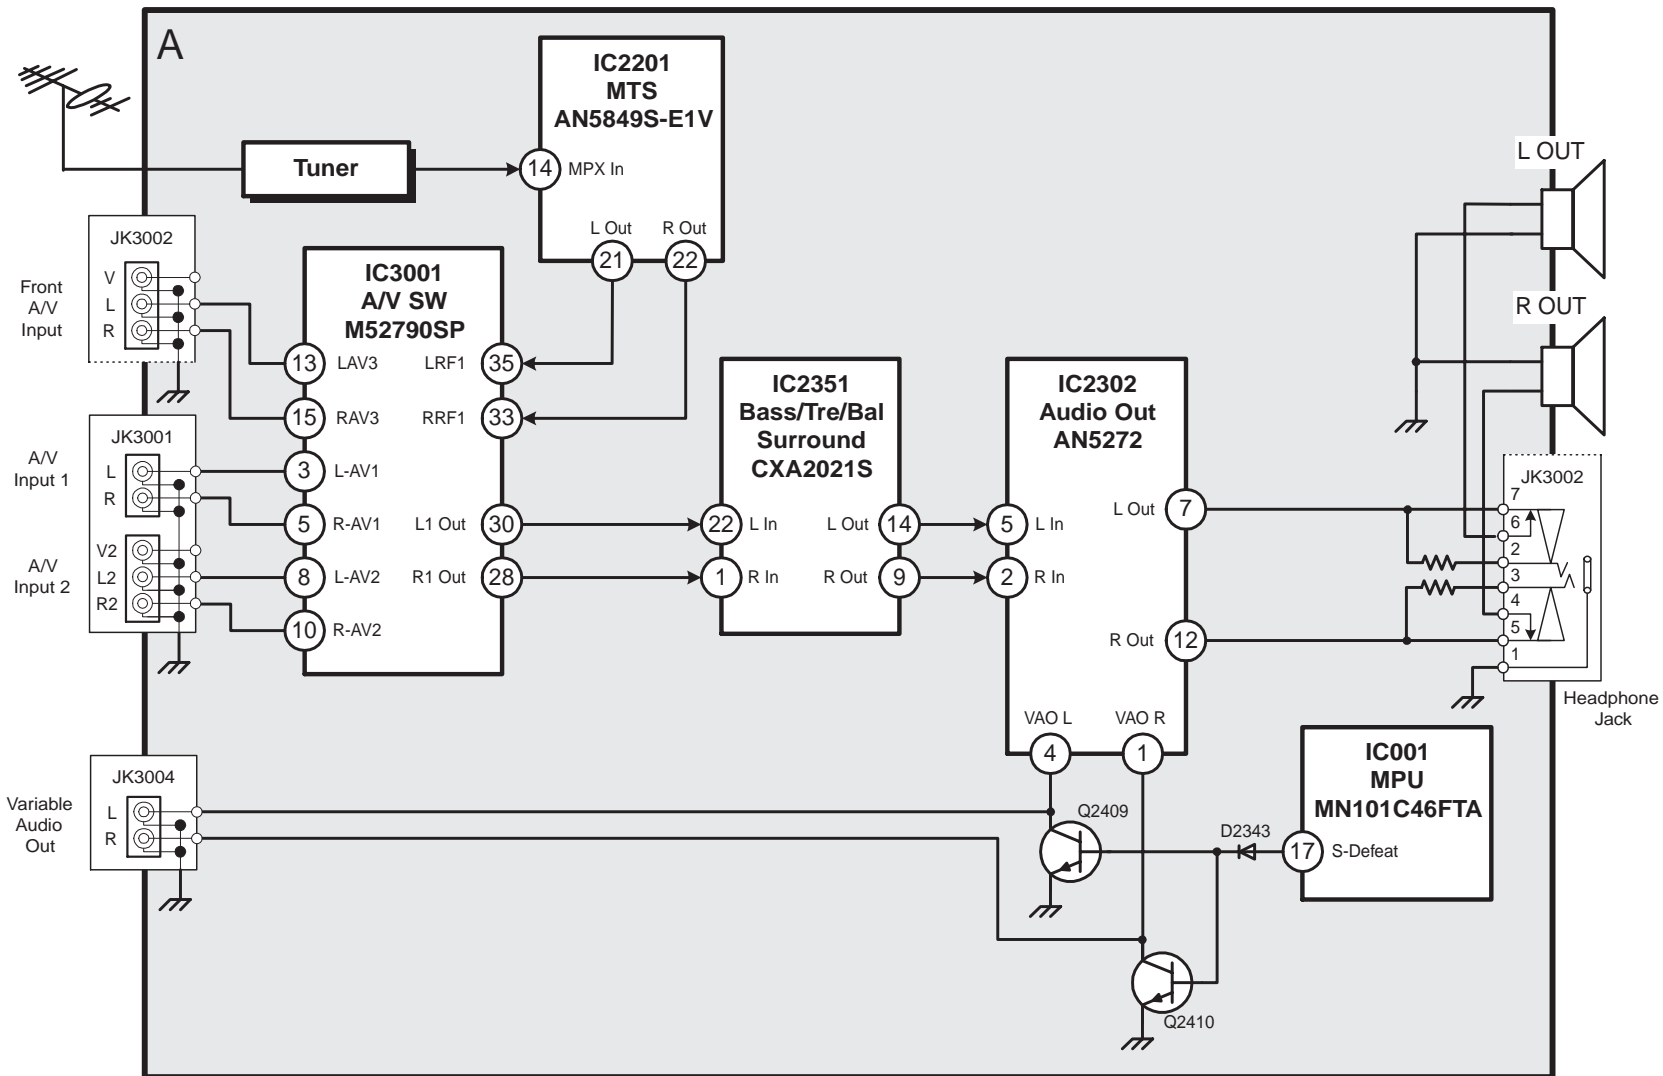 A
IC2201
MTS
AN5849S-E1V
14 MPX In
L Out R Out
21 22
Tuner
JK3002
V
L
R
Front
A/V
Input
IC3001
A/V SW
M52790SP
13 LAV3 LRF1 35
15 RAV3 RRF1 33
3 L-AV1
5 R-AV1 L1 Out 30
8 L-AV2 R1 Out 28
10 R-AV2
JK3001
L
R
V2
L2
R2
A/V
Input 1
A/V
Input 2
IC2351
Bass/Tre/Bal
Surround
CXA2021S
22 L In L Out 14
1 R In R Out 9
IC2302
Audio Out
AN5272
L Out 7
5 L In
2 R In
R Out 12
VAO L VAO R
4 1
L OUT
R OUT
JK3002
7
6
2
3
4
5
1
Headphone
Jack
JK3004
L
R
Variable
Audio
Out
Q2409
Q2410
D2343
IC001
MPU
MN101C46FTA
17 S-Defeat